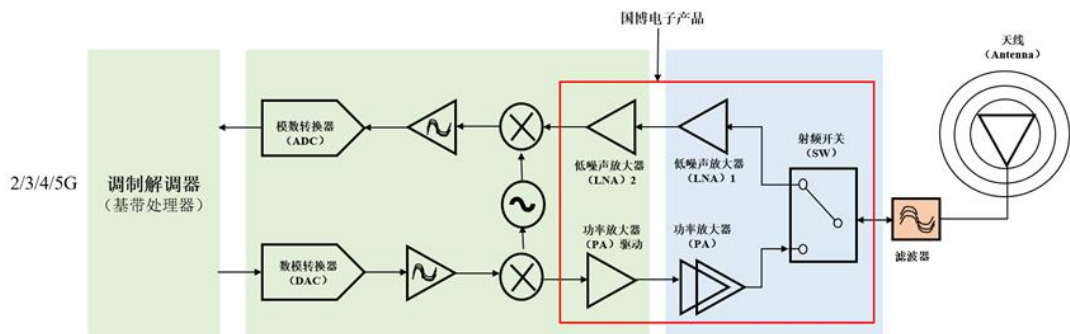 国博电子产品
天线
(Antenna)
模数转换器
(ADC)
低噪声放大器
(LNA) 2
低噪声放大器
(LNA) 1
射频开关
(SW)
2/3/4/5G
调制解调器
(基带处理器)
功率放大器
(PA) 驱动
功率放大器
(PA)
数模转换器
(DAC)
滤波器